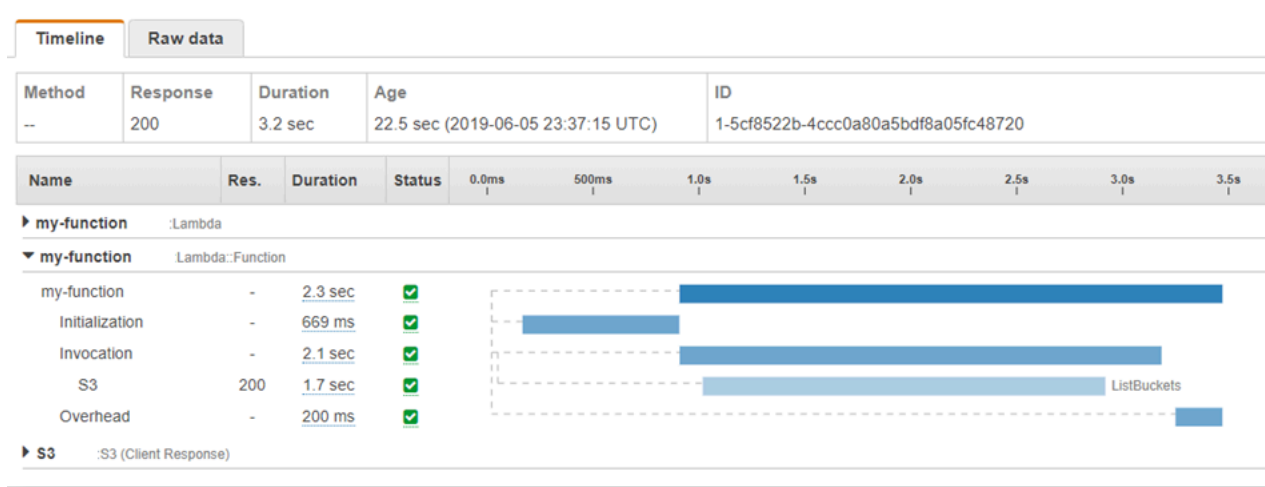 Timeline Raw data
Method Response Duration Age ID
-- 200 3.2 sec 22.5 sec (2019-06-05 23:37:15 UTC) 1-5cf8522b-4ccc0a80a5bdf8a05fc48720
Name Res. Duration Status 0.0ms 500ms 1.0s 1.5s 2.0s 2.5s 3.0s 3.5s
my-function :Lambda
my-function :Lambda::Function
my-function - 2.3 sec
Initialization - 669 ms
Invocation - 2.1 sec
S3 200 1.7 sec ListBuckets
Overhead - 200 ms
S3 :S3 (Client Response)